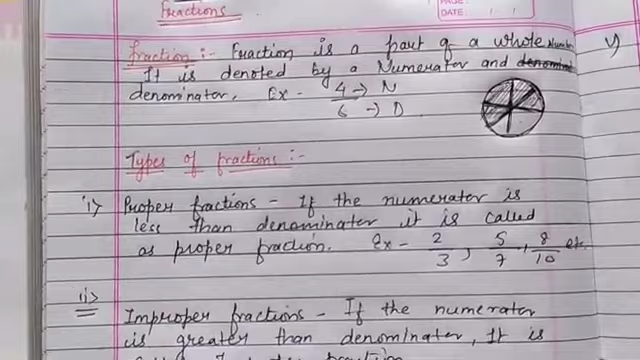 PAGE:
DATE:
Fractions
Fraction :- Fraction is a part of a whole Number
It is denoted by a Numerator and
denominator. Ex - 4 → N
6 → D
v)
Types of fractions :-
i) Proper fractions - If the numerator is
less than denominator it is called
as proper fraction. Ex - 2/3, 5/7, 8/10 etc.
ii)
Improper fractions - If the numerator
is greater than denominator, It is